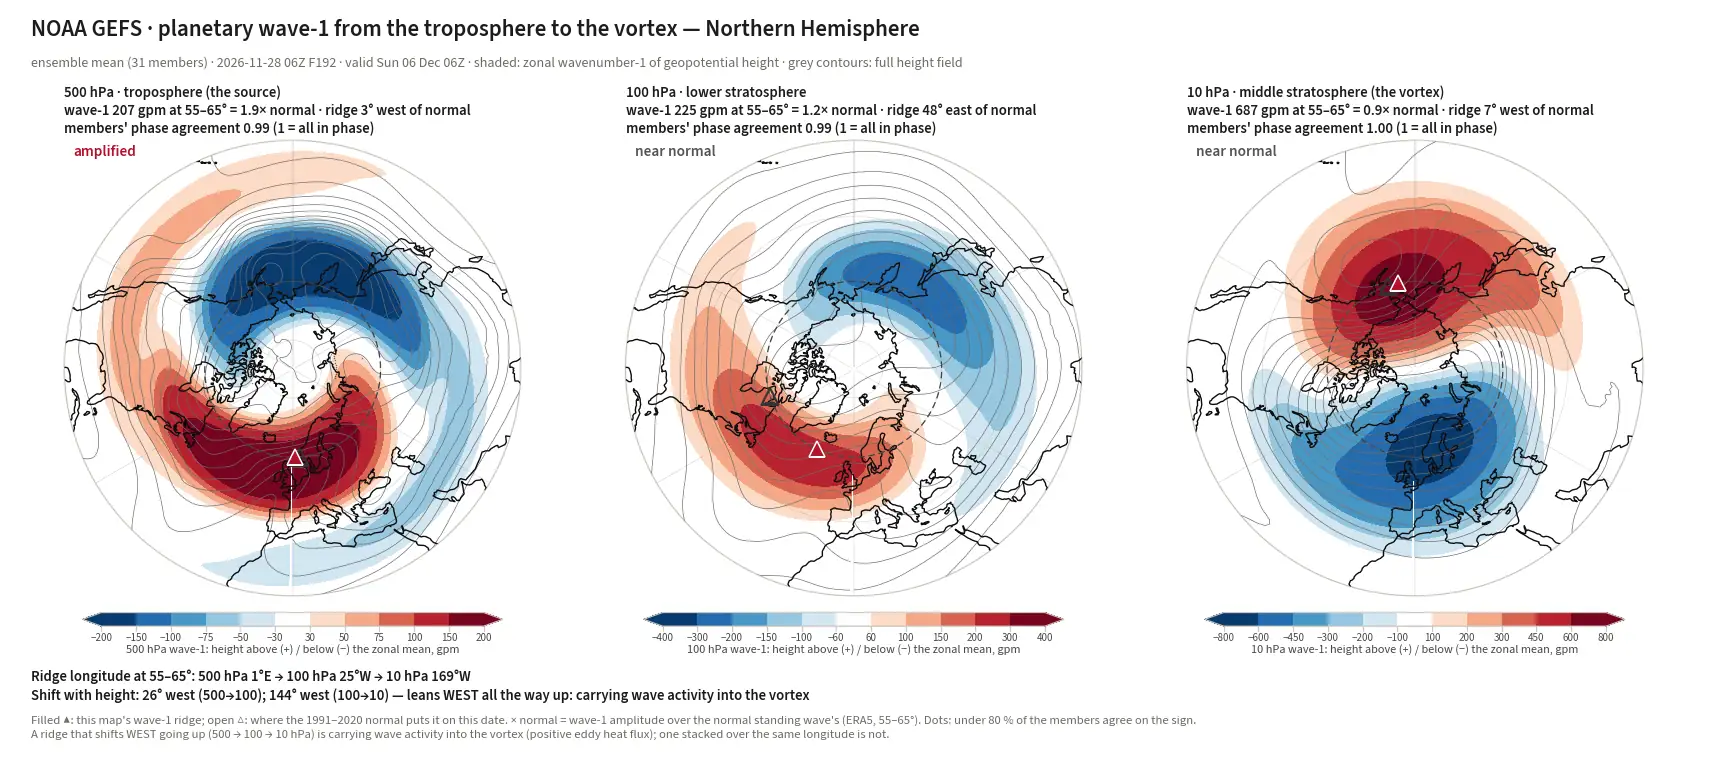 NOAA GEFS · planetary wave-1 from the troposphere to the vortex — Northern Hemisphere
ensemble mean (31 members) · 2026-11-28 06Z F192 · valid Sun 06 Dec 06Z · shaded: zonal wavenumber-1 of geopotential height · grey contours: full height field
500 hPa · troposphere (the source)
wave-1 207 gpm at 55–65° = 1.9× normal · ridge 3° west of normal
members' phase agreement 0.99 (1 = all in phase)
amplified
100 hPa · lower stratosphere
wave-1 225 gpm at 55–65° = 1.2× normal · ridge 48° east of normal
members' phase agreement 0.99 (1 = all in phase)
near normal
10 hPa · middle stratosphere (the vortex)
wave-1 687 gpm at 55–65° = 0.9× normal · ridge 7° west of normal
members' phase agreement 1.00 (1 = all in phase)
near normal
−200 −150 −100 −75 −50 −30 30 50 75 100 150 200
500 hPa wave-1: height above (+) / below (−) the zonal mean, gpm
−400 −300 −200 −150 −100 −60 60 100 150 200 300 400
100 hPa wave-1: height above (+) / below (−) the zonal mean, gpm
−800 −600 −450 −300 −200 −100 100 200 300 450 600 800
10 hPa wave-1: height above (+) / below (−) the zonal mean, gpm
Ridge longitude at 55–65°: 500 hPa 1°E → 100 hPa 25°W → 10 hPa 169°W
Shift with height: 26° west (500→100); 144° west (100→10) — leans WEST all the way up: carrying wave activity into the vortex
Filled ▲: this map's wave-1 ridge; open △: where the 1991–2020 normal puts it on this date. × normal = wave-1 amplitude over the normal standing wave's (ERA5, 55–65°). Dots: under 80 % of the members agree on the sign.
A ridge that shifts WEST going up (500 → 100 → 10 hPa) is carrying wave activity into the vortex (positive eddy heat flux); one stacked over the same longitude is not.